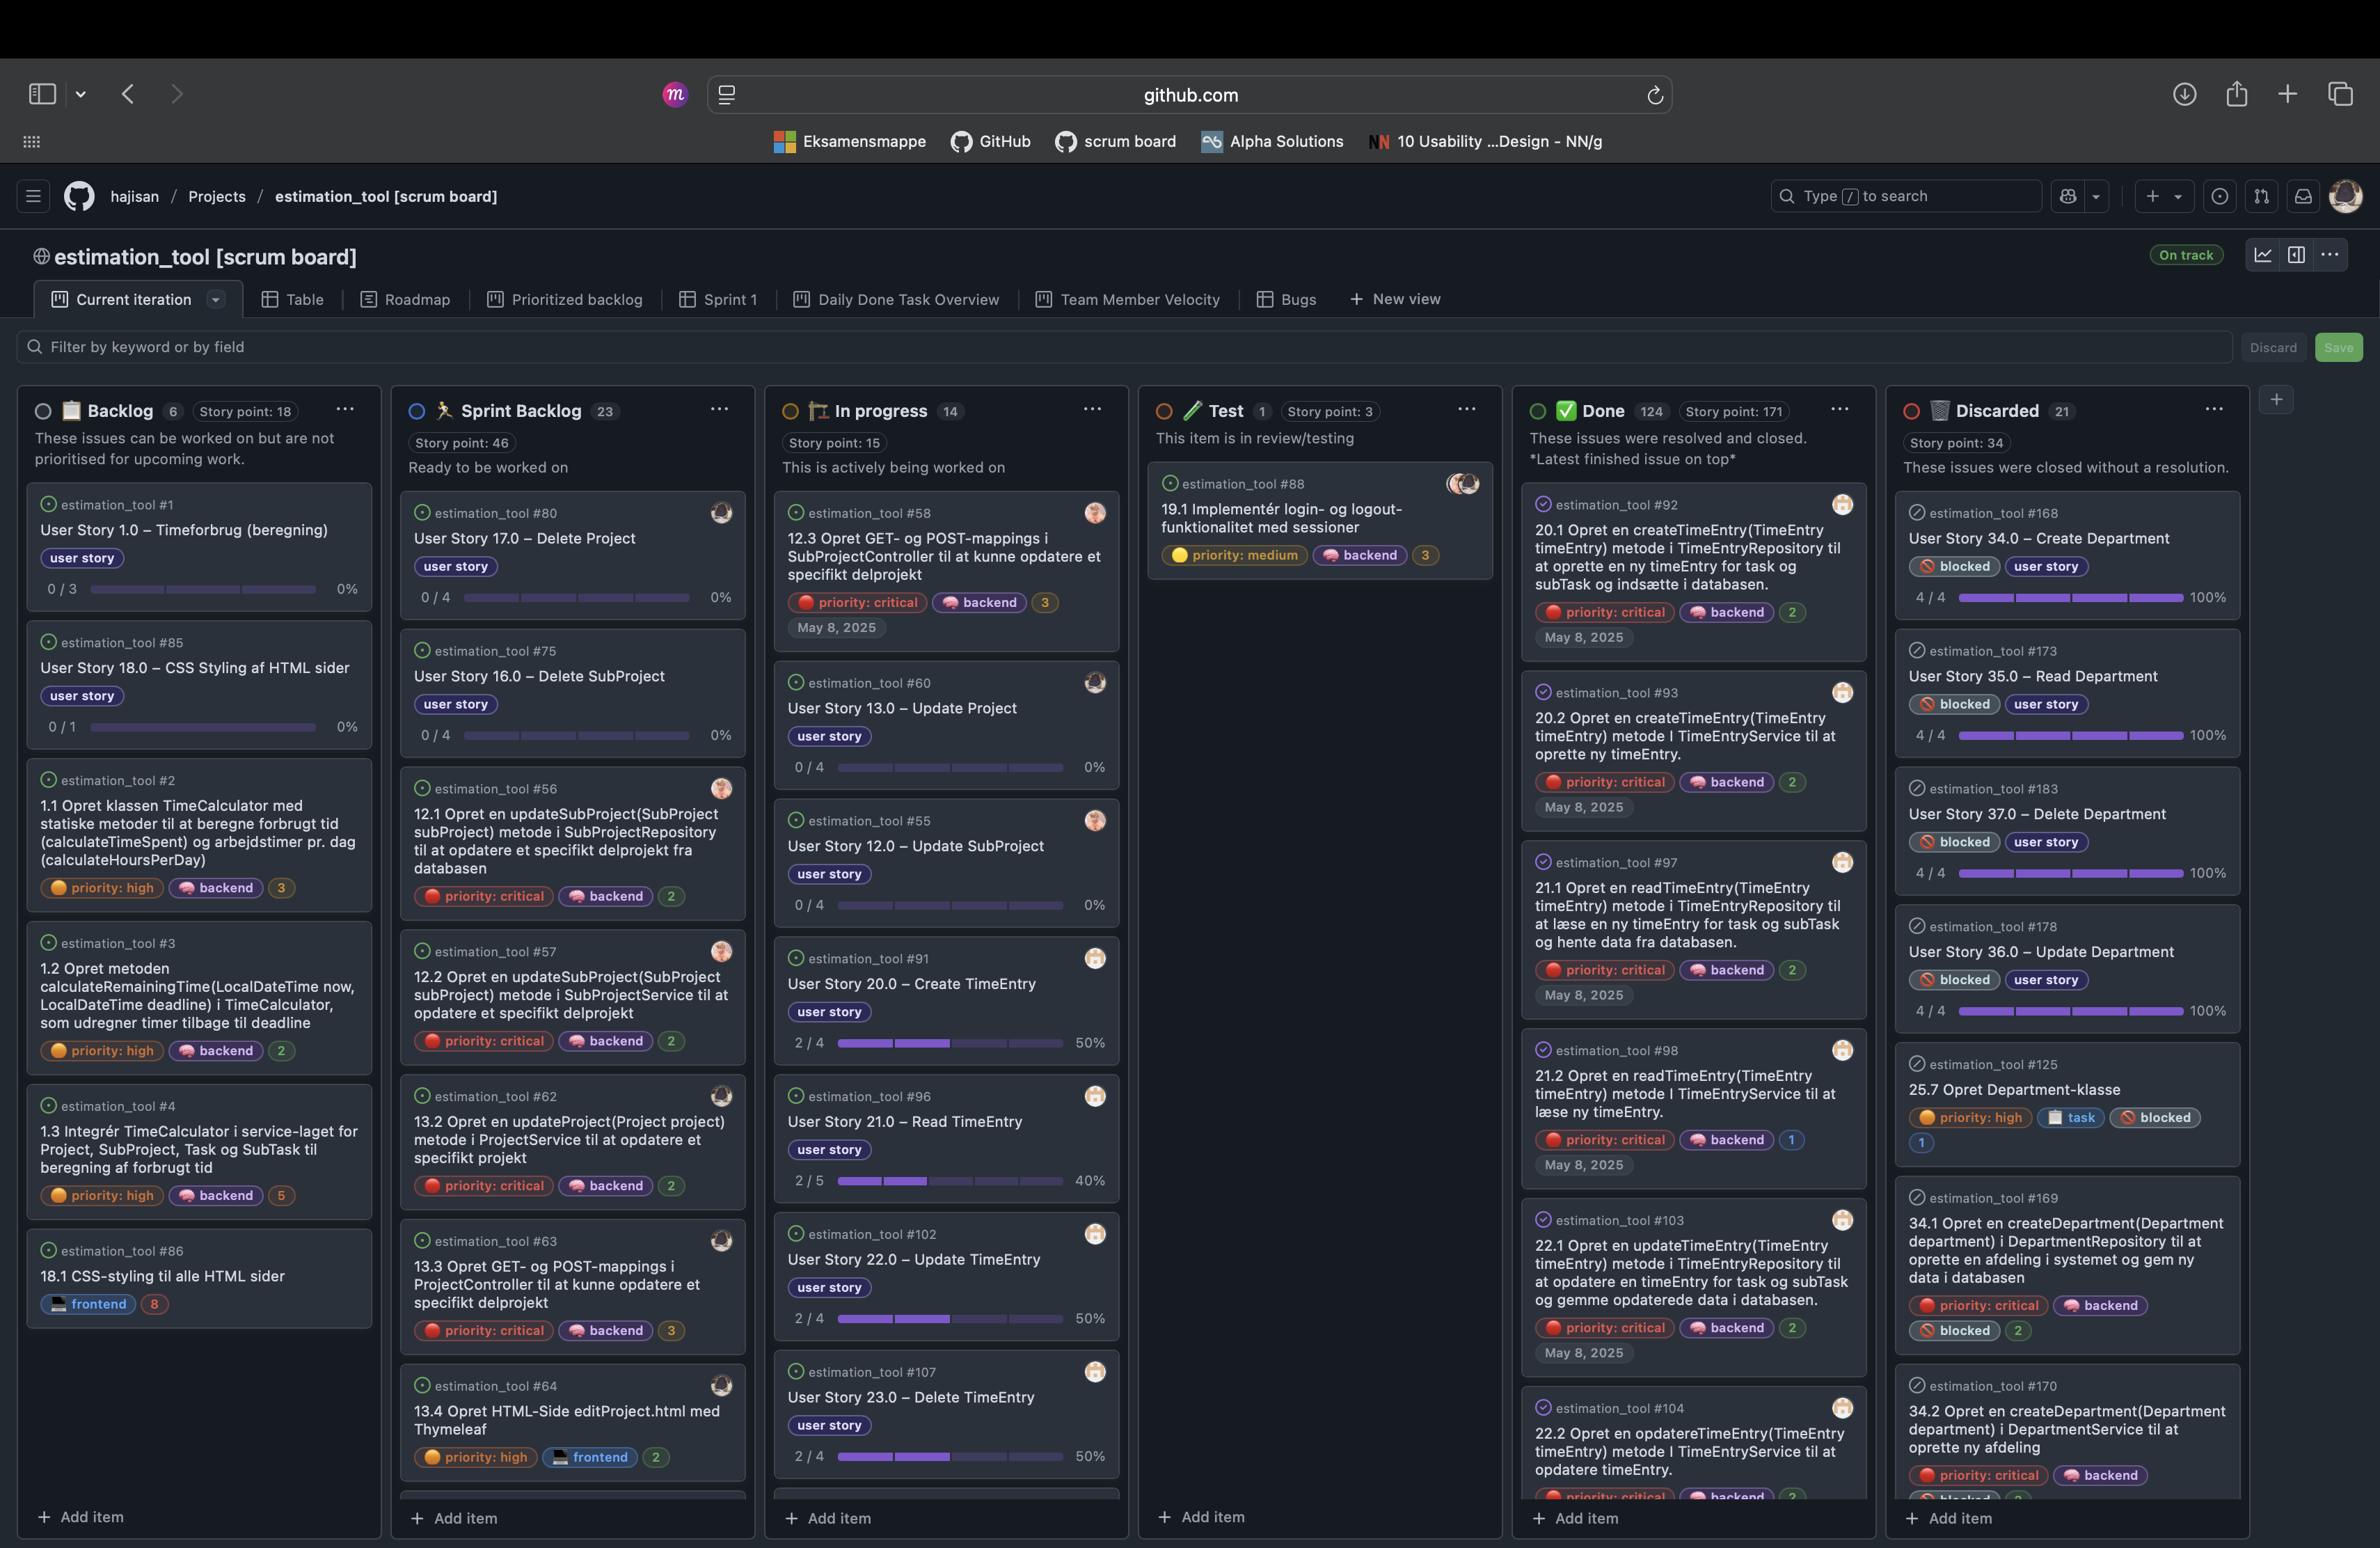 github.com
Eksamensmappe
GitHub
scrum board
Alpha Solutions
NN 10 Usability ...Design - NN/g
hajisan / Projects / estimation_tool [scrum board]
Type / to search
estimation_tool [scrum board]
On track
Current iteration
Table
Roadmap
Prioritized backlog
Sprint 1
Daily Done Task Overview
Team Member Velocity
Bugs
New view
Filter by keyword or by field
Discard
Save
Backlog 6 Story point: 18
These issues can be worked on but are not
prioritised for upcoming work.
estimation_tool #1
User Story 1.0 – Timeforbrug (beregning)
user story
0 / 3 0%
estimation_tool #85
User Story 18.0 – CSS Styling af HTML sider
user story
0 / 1 0%
estimation_tool #2
1.1 Opret klassen TimeCalculator med
statiske metoder til at beregne forbrugt tid
(calculateTimeSpent) og arbejdstimer pr. dag
(calculateHoursPerDay)
priority: high backend 3
estimation_tool #3
1.2 Opret metoden
calculateRemainingTime(LocalDateTime now,
LocalDateTime deadline) i TimeCalculator,
som udregner timer tilbage til deadline
priority: high backend 2
estimation_tool #4
1.3 Integrér TimeCalculator i service-laget for
Project, SubProject, Task og SubTask til
beregning af forbrugt tid
priority: high backend 5
estimation_tool #86
18.1 CSS-styling til alle HTML sider
frontend 8
Add item
Sprint Backlog 23
Story point: 46
Ready to be worked on
estimation_tool #80
User Story 17.0 – Delete Project
user story
0 / 4 0%
estimation_tool #75
User Story 16.0 – Delete SubProject
user story
0 / 4 0%
estimation_tool #56
12.1 Opret en updateSubProject(SubProject
subProject) metode i SubProjectRepository
til at opdatere et specifikt delprojekt fra
databasen
priority: critical backend 2
estimation_tool #57
12.2 Opret en updateSubProject(SubProject
subProject) metode i SubProjectService til at
opdatere et specifikt delprojekt
priority: critical backend 2
estimation_tool #62
13.2 Opret en updateProject(Project project)
metode i ProjectService til at opdatere et
specifikt projekt
priority: critical backend 2
estimation_tool #63
13.3 Opret GET- og POST-mappings i
ProjectController til at kunne opdatere et
specifikt delprojekt
priority: critical backend 3
estimation_tool #64
13.4 Opret HTML-Side editProject.html med
Thymeleaf
priority: high frontend 2
Add item
In progress 14
Story point: 15
This is actively being worked on
estimation_tool #58
12.3 Opret GET- og POST-mappings i
SubProjectController til at kunne opdatere et
specifikt delprojekt
priority: critical backend 3
May 8, 2025
estimation_tool #60
User Story 13.0 – Update Project
user story
0 / 4 0%
estimation_tool #55
User Story 12.0 – Update SubProject
user story
0 / 4 0%
estimation_tool #91
User Story 20.0 – Create TimeEntry
user story
2 / 4 50%
estimation_tool #96
User Story 21.0 – Read TimeEntry
user story
2 / 5 40%
estimation_tool #102
User Story 22.0 – Update TimeEntry
user story
2 / 4 50%
estimation_tool #107
User Story 23.0 – Delete TimeEntry
user story
2 / 4 50%
Add item
Test 1 Story point: 3
This item is in review/testing
estimation_tool #88
19.1 Implementér login- og logout-
funktionalitet med sessioner
priority: medium backend 3
Add item
Done 124 Story point: 171
These issues were resolved and closed.
*Latest finished issue on top*
estimation_tool #92
20.1 Opret en createTimeEntry(TimeEntry
timeEntry) metode i TimeEntryRepository til
at oprette en ny timeEntry for task og
subTask og indsætte i databasen.
priority: critical backend 2
May 8, 2025
estimation_tool #93
20.2 Opret en createTimeEntry(TimeEntry
timeEntry) metode I TimeEntryService til at
oprette ny timeEntry.
priority: critical backend 2
May 8, 2025
estimation_tool #97
21.1 Opret en readTimeEntry(TimeEntry
timeEntry) metode i TimeEntryRepository til
at læse en ny timeEntry for task og subTask
og hente data fra databasen.
priority: critical backend 2
May 8, 2025
estimation_tool #98
21.2 Opret en readTimeEntry(TimeEntry
timeEntry) metode I TimeEntryService til at
læse ny timeEntry.
priority: critical backend 1
May 8, 2025
estimation_tool #103
22.1 Opret en updateTimeEntry(TimeEntry
timeEntry) metode i TimeEntryRepository til
at opdatere en timeEntry for task og subTask
og gemme opdaterede data i databasen.
priority: critical backend 2
May 8, 2025
estimation_tool #104
22.2 Opret en opdatereTimeEntry(TimeEntry
timeEntry) metode I TimeEntryService til at
opdatere timeEntry.
priority: critical backend 2
Add item
Discarded 21
Story point: 34
These issues were closed without a resolution.
estimation_tool #168
User Story 34.0 – Create Department
blocked user story
4 / 4 100%
estimation_tool #173
User Story 35.0 – Read Department
blocked user story
4 / 4 100%
estimation_tool #183
User Story 37.0 – Delete Department
blocked user story
4 / 4 100%
estimation_tool #178
User Story 36.0 – Update Department
blocked user story
4 / 4 100%
estimation_tool #125
25.7 Opret Department-klasse
priority: high task blocked
1
estimation_tool #169
34.1 Opret en createDepartment(Department
department) i DepartmentRepository til at
oprette en afdeling i systemet og gem ny
data i databasen
priority: critical backend
blocked 2
estimation_tool #170
34.2 Opret en createDepartment(Department
department) i DepartmentService til at
oprette ny afdeling
priority: critical backend
blocked
Add item